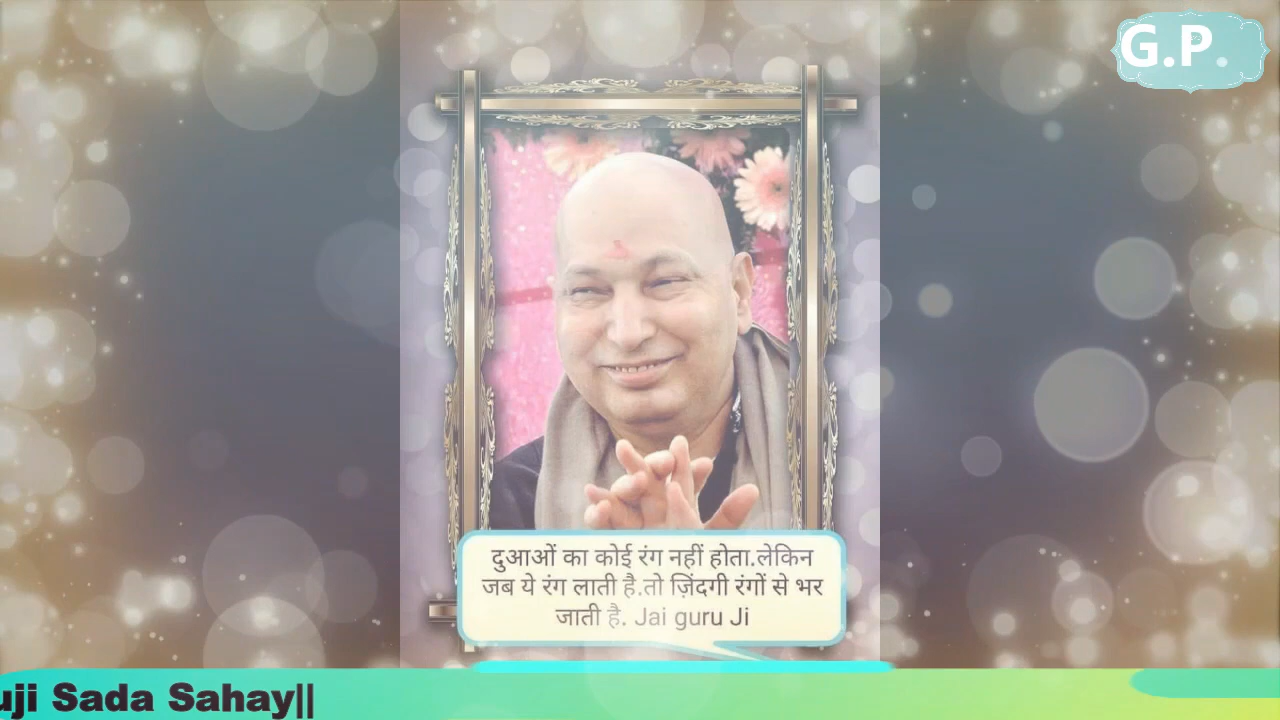 G.P.
दुआओं का कोई रंग नहीं होता.लेकिन
जब ये रंग लाती है.तो ज़िंदगी रंगों से भर
जाती है. Jai guru Ji
uji Sada Sahay||